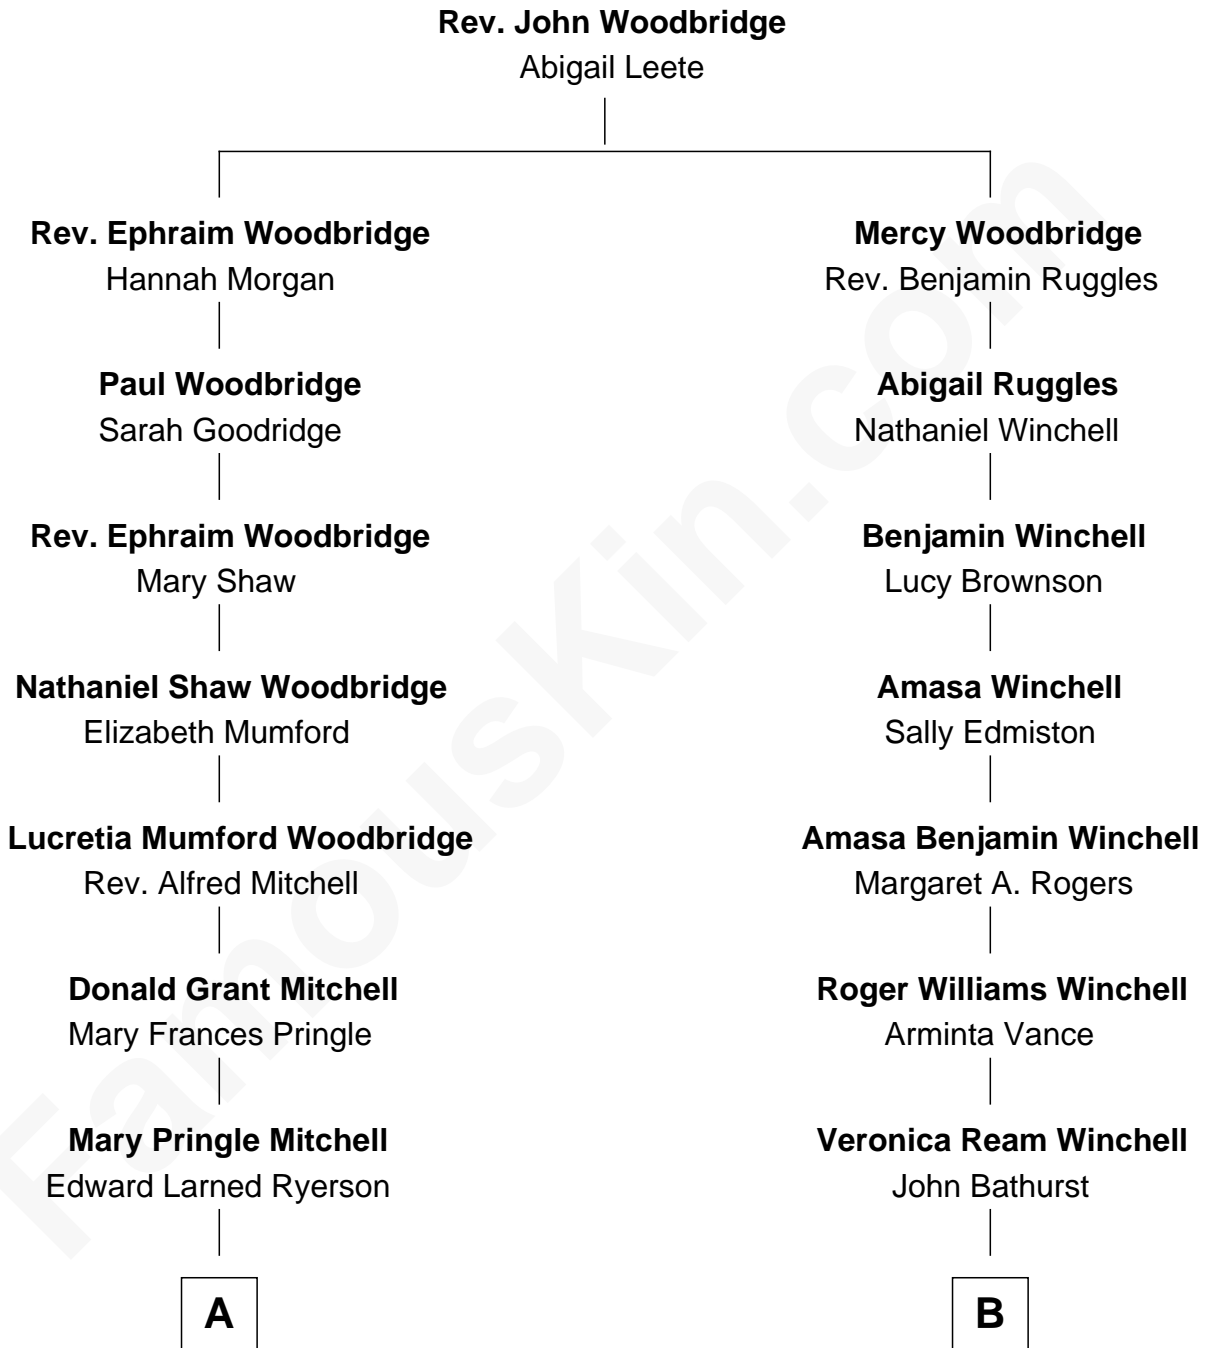 Rev. John Woodbridge
Abigail Leete
Rev. Ephraim Woodbridge
Hannah Morgan
Paul Woodbridge
Sarah Goodridge
Rev. Ephraim Woodbridge
Mary Shaw
Nathaniel Shaw Woodbridge
Elizabeth Mumford
Lucretia Mumford Woodbridge
Rev. Alfred Mitchell
Donald Grant Mitchell
Mary Frances Pringle
Mary Pringle Mitchell
Edward Larned Ryerson
A
Mercy Woodbridge
Rev. Benjamin Ruggles
Abigail Ruggles
Nathaniel Winchell
Benjamin Winchell
Lucy Brownson
Amasa Winchell
Sally Edmiston
Amasa Benjamin Winchell
Margaret A. Rogers
Roger Williams Winchell
Arminta Vance
Veronica Ream Winchell
John Bathurst
B
FamousKin.com